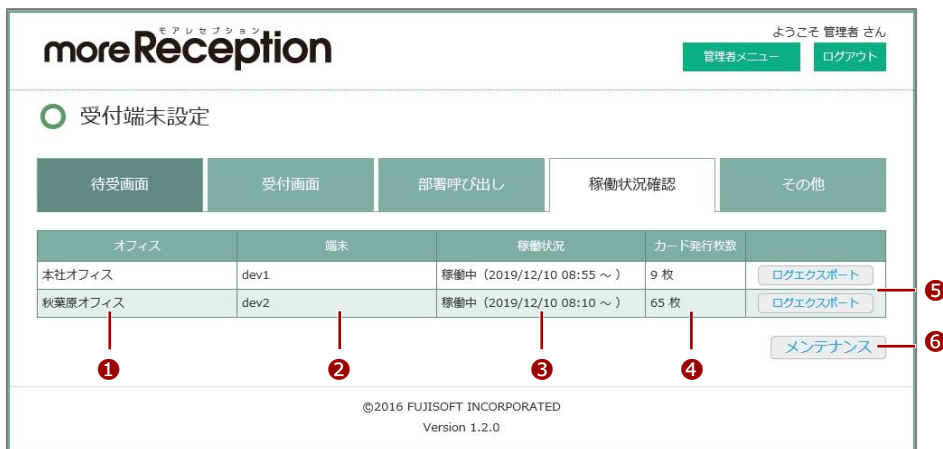 ようこそ 管理者 さん
モアレセプション
moreReception
管理者メニュー ログアウト
受付端末設定
待受画面 受付画面 部署呼び出し 稼働状況確認 その他
オフィス 端末 稼働状況 カード発行枚数
本社オフィス dev1 稼働中（2019/12/10 08:55 ～ ） 9 枚 ログエクスポート
秋葉原オフィス dev2 稼働中（2019/12/10 08:10 ～ ） 65 枚 ログエクスポート
❺
メンテナンス ❻
❶ ❷ ❸ ❹
©2016 FUJISOFT INCORPORATED
Version 1.2.0